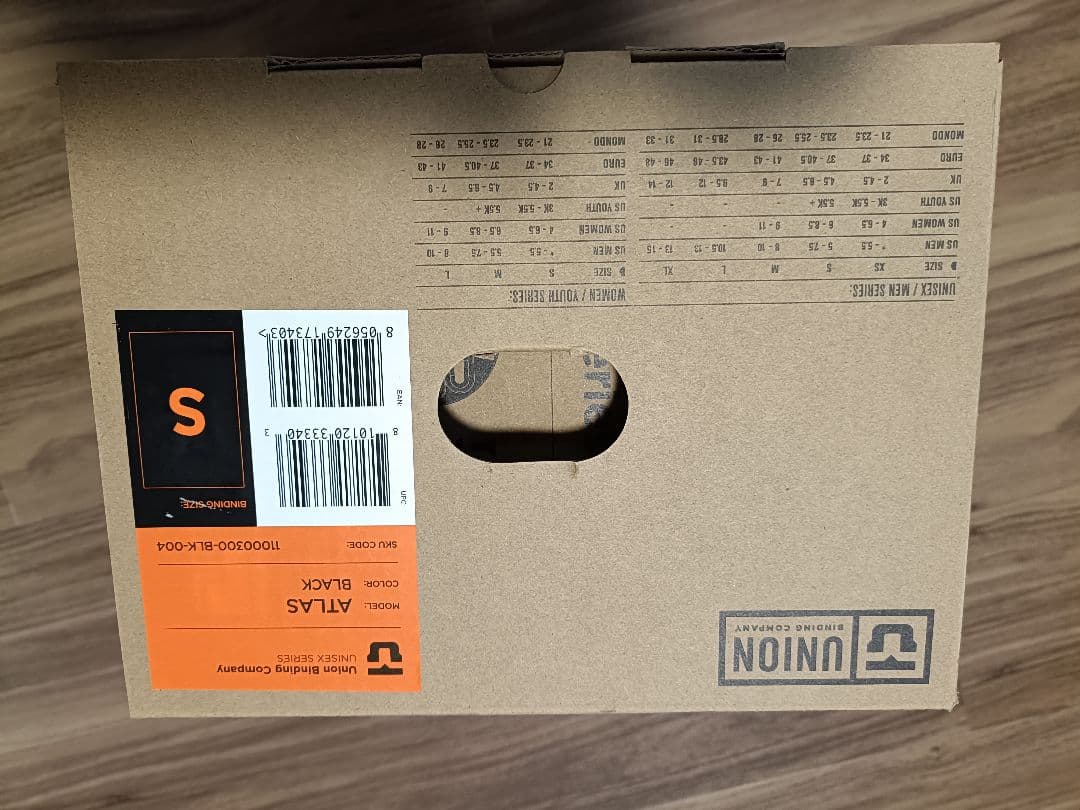 UNION
BINDING COMPANY
Union Binding Company
UNISEX SERIES
MODEL: ATLAS
COLOR: BLACK
SKU CODE: 11000300-BLK-004
BINDING SIZE:
S
UPC
8 10120 33340 3
EAN:
8 056249 173403 >
UNISEX / MEN SERIES:
SIZE XS S M L XL
US MEN * - 5.5 5 - 7.5 8 - 10 10.5 - 13 13 - 15
US WOMEN 4 - 6.5 6 - 8.5 9 - 11 - -
US YOUTH 3K - 5.5K 5.5K + - - -
UK 2 - 4.5 4.5 - 6.5 7 - 9 9.5 - 12 12 - 14
EURO 34 - 37 37 - 40.5 41 - 43 43.5 - 46 46 - 48
MONDO 21 - 23.5 23.5 - 25.5 26 - 28 28.5 - 31 31 - 33
WOMEN / YOUTH SERIES:
SIZE S M L
US MEN * - 5.5 5.5 - 7.5 8 - 10
US WOMEN 4 - 6.5 6.5 - 8.5 9 - 11
US YOUTH 3K - 5.5K 5.5K + -
UK 2 - 4.5 4.5 - 6.5 7 - 9
EURO 34 - 37 37 - 40.5 41 - 43
MONDO 21 - 23.5 23.5 - 25.5 26 - 28